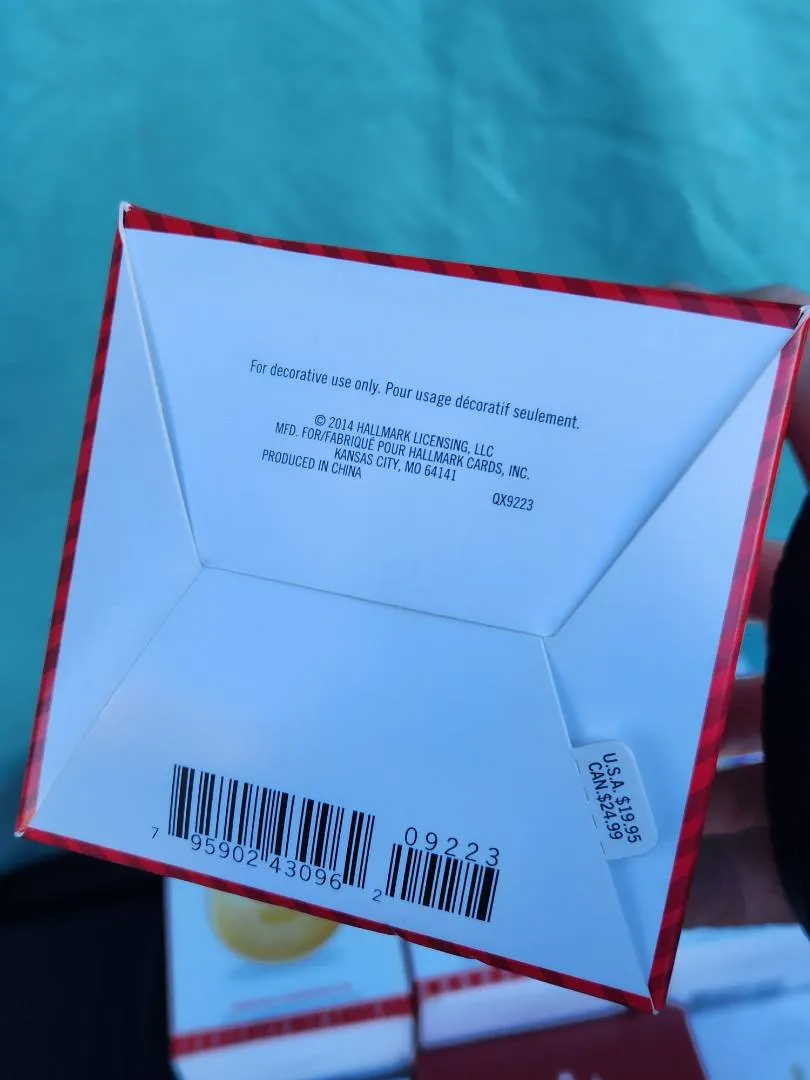 For decorative use only. Pour usage décoratif seulement.
© 2014 HALLMARK LICENSING, LLC
MFD. FOR/FABRIQUÉ POUR HALLMARK CARDS, INC.
KANSAS CITY, MO 64141
PRODUCED IN CHINA
QX9223
U.S.A. $19.95
CAN.$24.99
7 95902 43096 2
09223